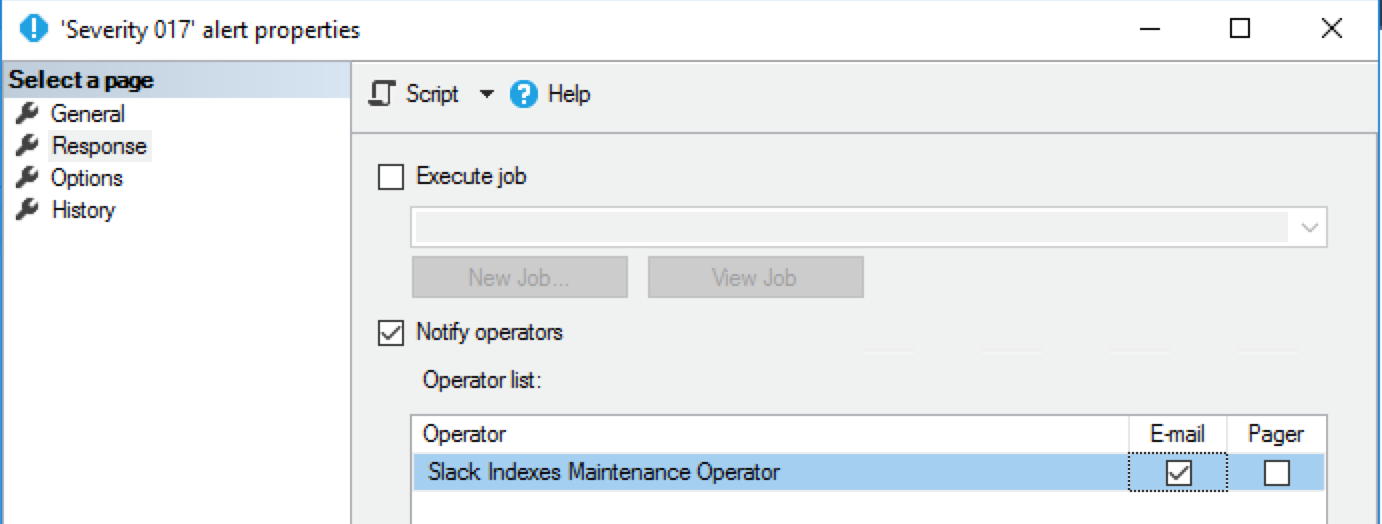 'Severity 017' alert properties
Select a page
General
Response
Options
History
Script
Help
Execute job
New Job...
View Job
Notify operators
Operator list:
Operator E-mail Pager
Slack Indexes Maintenance Operator